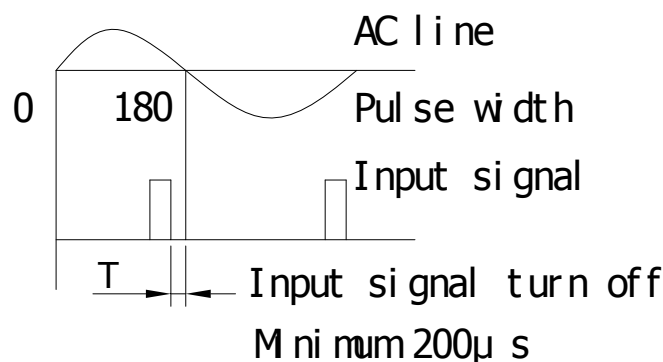 AC line
0 180 Pulse width
Input signal
T Input signal turn off
Minimum 200μs